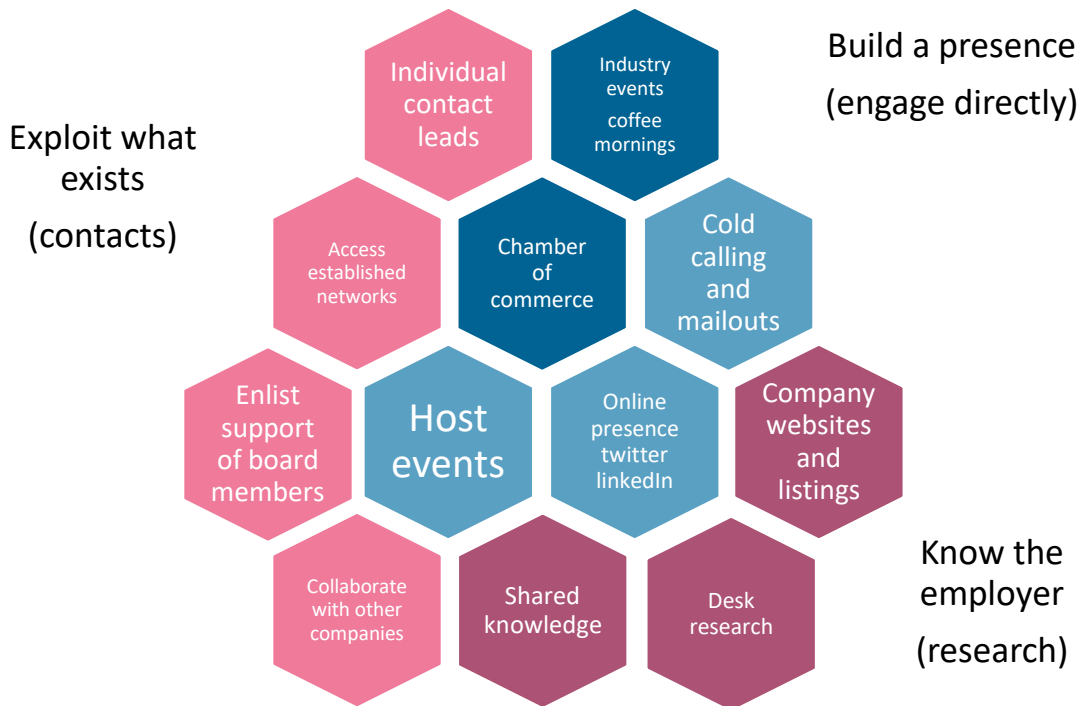 Individual
contact
leads
Industry
events
coffee
mornings
Build a presence
(engage directly)
Exploit what
exists
(contacts)
Access
established
networks
Chamber
of
commerce
Cold
calling
and
mailouts
Enlist
support
of board
members
Host
events
Online
presence
twitter
linkedIn
Company
websites
and
listings
Collaborate
with other
companies
Shared
knowledge
Desk
research
Know the
employer
(research)